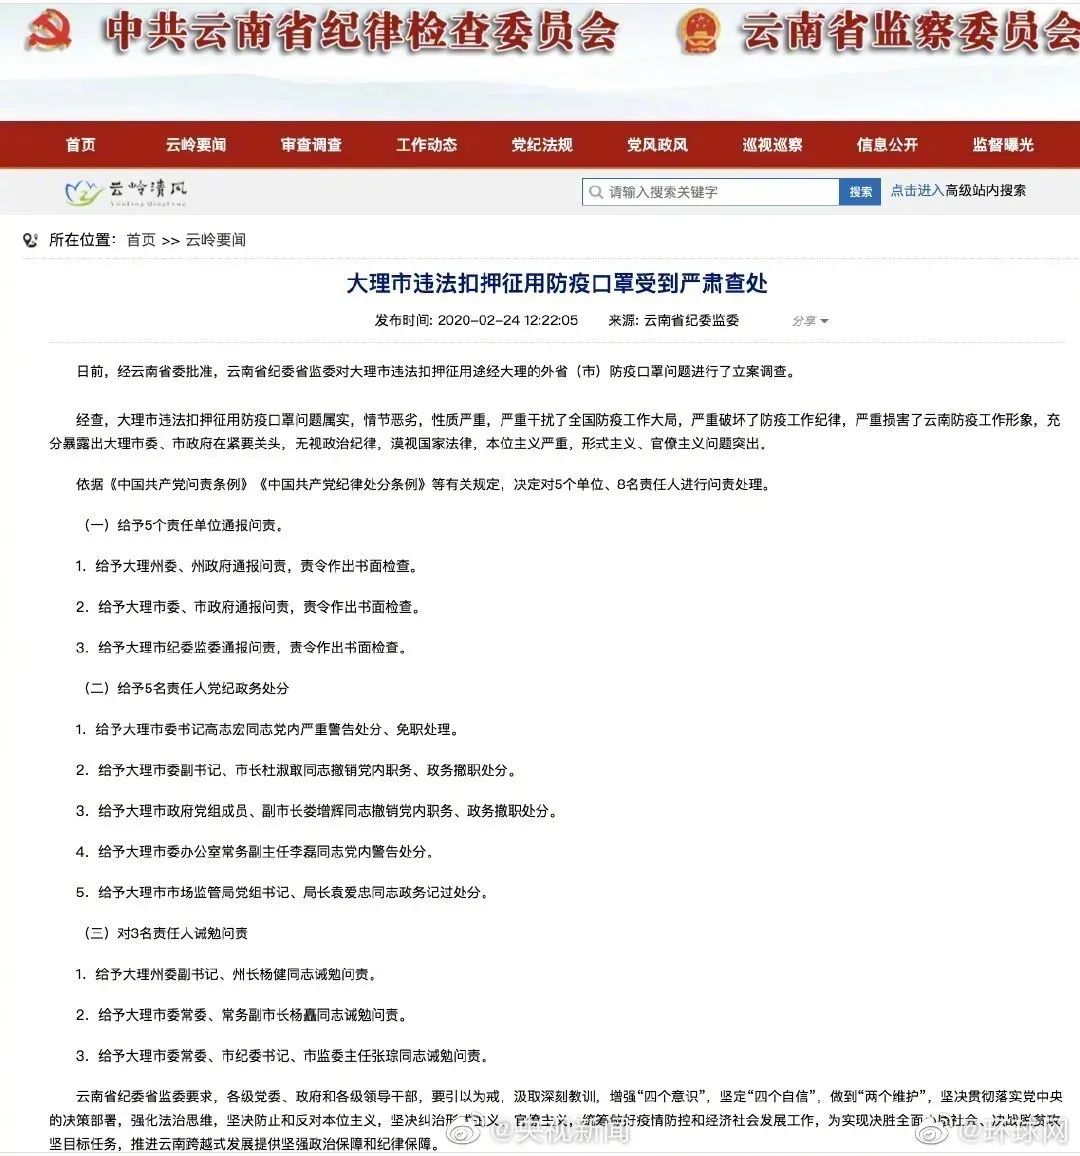 中共云南省纪律检查委员会 云南省监察委员会
首页 云岭要闻 审查调查 工作动态 党纪法规 党风政风 巡视巡察 信息公开 监督曝光
云岭清风 请输入搜索关键字 搜索 点击进入高级站内搜索
YunLing QingFeng
所在位置：首页 >> 云岭要闻
大理市违法扣押征用防疫口罩受到严肃查处
发布时间: 2020-02-24 12:22:05 来源: 云南省纪委监委 分享
日前，经云南省委批准，云南省纪委省监委对大理市违法扣押征用途经大理的外省（市）防疫口罩问题进行了立案调查。
经查，大理市违法扣押征用防疫口罩问题属实，情节恶劣，性质严重，严重干扰了全国防疫工作大局，严重破坏了防疫工作纪律，严重损害了云南防疫工作形象，充
分暴露出大理市委、市政府在紧要关头，无视政治纪律，漠视国家法律，本位主义严重，形式主义、官僚主义问题突出。
依据《中国共产党问责条例》《中国共产党纪律处分条例》等有关规定，决定对5个单位、8名责任人进行问责处理。
（一）给予5个责任单位通报问责。
1. 给予大理州委、州政府通报问责，责令作出书面检查。
2. 给予大理市委、市政府通报问责，责令作出书面检查。
3. 给予大理市纪委监委通报问责，责令作出书面检查。
（二）给予5名责任人党纪政务处分
1. 给予大理市委书记高志宏同志党内严重警告处分、免职处理。
2. 给予大理市委副书记、市长杜淑敢同志撤销党内职务、政务撤职处分。
3. 给予大理市政府党组成员、副市长娄增辉同志撤销党内职务、政务撤职处分。
4. 给予大理市委办公室常务副主任李磊同志党内警告处分。
5. 给予大理市市场监管局党组书记、局长袁爱忠同志政务记过处分。
（三）对3名责任人诫勉问责
1. 给予大理州委副书记、州长杨健同志诫勉问责。
2. 给予大理市委常委、常务副市长杨矗同志诫勉问责。
3. 给予大理市委常委、市纪委书记、市监委主任张琮同志诫勉问责。
云南省纪委省监委要求，各级党委、政府和各级领导干部，要引以为戒，汲取深刻教训，增强“四个意识”，坚定“四个自信”，做到“两个维护”，坚决贯彻落实党中央
的决策部署，强化法治思维，坚决防止和反对本位主义，坚决纠治形式主义、官僚主义，统筹做好疫情防控和经济社会发展工作，为实现决胜全面小康社会、决战脱贫攻
坚目标任务，推进云南跨越式发展提供坚强政治保障和纪律保障。
@央视新闻 @环球网